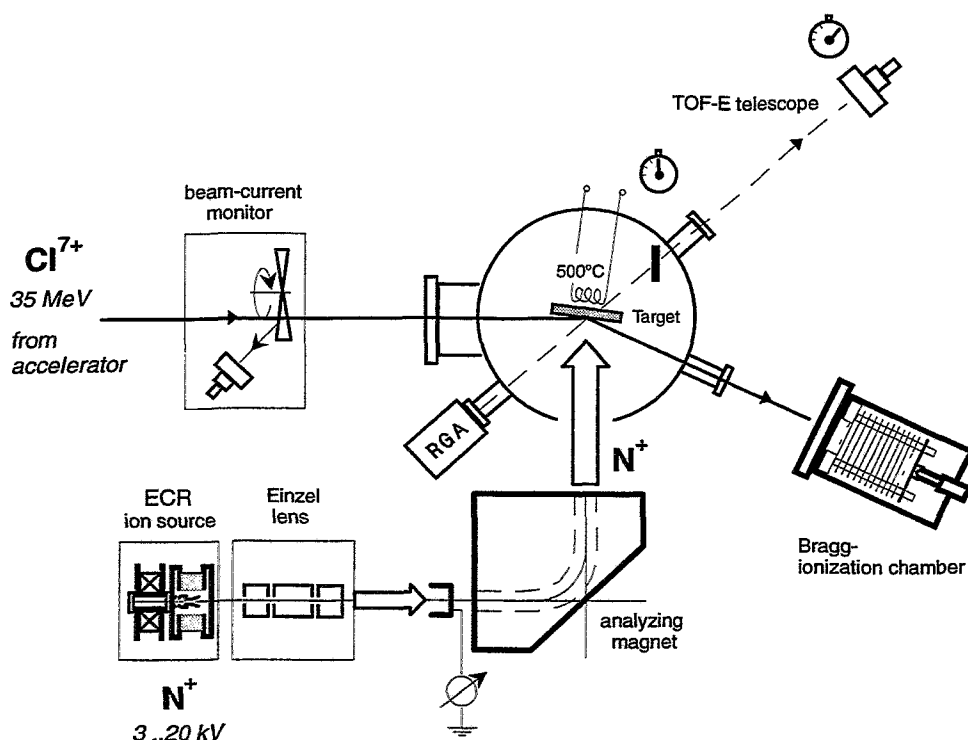 TOF-E telescope
beam-current
monitor
Cl7+
35 MeV
from
accelerator
500°C
Target
RGA
N+
ECR
ion source
Einzel
lens
Bragg-
ionization chamber
analyzing
magnet
N+
3 ..20 kV